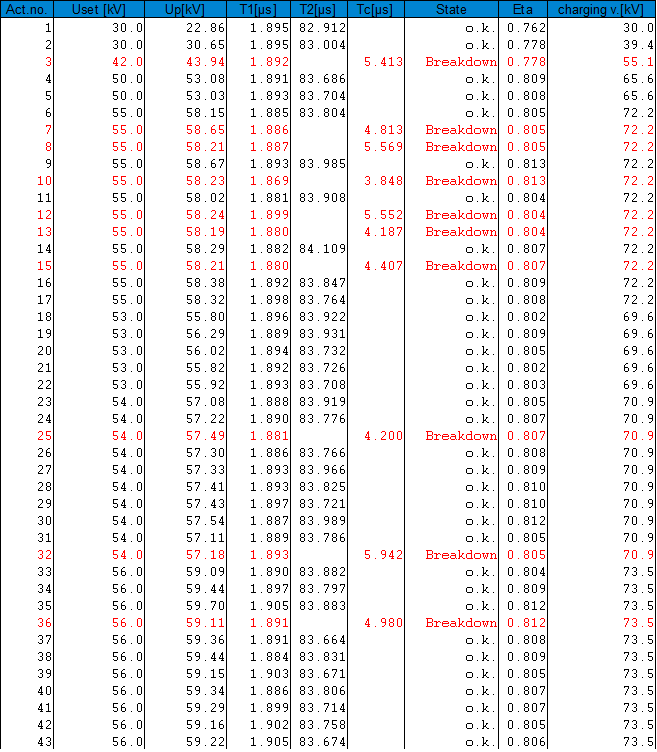 Act.no. Uset [kV] Up[kV] T1[µs] T2[µs] Tc[µs] State Eta charging v.[kV]
1 30.0 22.86 1.895 82.912 o.k. 0.762 30.0
2 30.0 30.65 1.895 83.004 o.k. 0.778 39.4
3 42.0 43.94 1.892 5.413 Breakdown 0.778 55.1
4 50.0 53.08 1.891 83.686 o.k. 0.809 65.6
5 50.0 53.03 1.893 83.704 o.k. 0.808 65.6
6 55.0 58.15 1.885 83.804 o.k. 0.805 72.2
7 55.0 58.65 1.886 4.813 Breakdown 0.805 72.2
8 55.0 58.21 1.887 5.569 Breakdown 0.805 72.2
9 55.0 58.67 1.893 83.985 o.k. 0.813 72.2
10 55.0 58.23 1.869 3.848 Breakdown 0.813 72.2
11 55.0 58.02 1.881 83.908 o.k. 0.804 72.2
12 55.0 58.24 1.899 5.552 Breakdown 0.804 72.2
13 55.0 58.19 1.880 4.187 Breakdown 0.804 72.2
14 55.0 58.29 1.882 84.109 o.k. 0.807 72.2
15 55.0 58.21 1.880 4.407 Breakdown 0.807 72.2
16 55.0 58.38 1.892 83.847 o.k. 0.809 72.2
17 55.0 58.32 1.898 83.764 o.k. 0.808 72.2
18 53.0 55.80 1.896 83.922 o.k. 0.802 69.6
19 53.0 56.29 1.889 83.931 o.k. 0.809 69.6
20 53.0 56.02 1.894 83.732 o.k. 0.805 69.6
21 53.0 55.82 1.892 83.726 o.k. 0.802 69.6
22 53.0 55.92 1.893 83.708 o.k. 0.803 69.6
23 54.0 57.08 1.888 83.919 o.k. 0.805 70.9
24 54.0 57.22 1.890 83.776 o.k. 0.807 70.9
25 54.0 57.49 1.881 4.200 Breakdown 0.807 70.9
26 54.0 57.30 1.886 83.766 o.k. 0.808 70.9
27 54.0 57.33 1.893 83.966 o.k. 0.809 70.9
28 54.0 57.41 1.893 83.825 o.k. 0.810 70.9
29 54.0 57.43 1.897 83.721 o.k. 0.810 70.9
30 54.0 57.54 1.887 83.989 o.k. 0.812 70.9
31 54.0 57.11 1.889 83.786 o.k. 0.805 70.9
32 54.0 57.18 1.893 5.942 Breakdown 0.805 70.9
33 56.0 59.09 1.890 83.882 o.k. 0.804 73.5
34 56.0 59.44 1.897 83.797 o.k. 0.809 73.5
35 56.0 59.70 1.905 83.883 o.k. 0.812 73.5
36 56.0 59.11 1.891 4.980 Breakdown 0.812 73.5
37 56.0 59.36 1.891 83.664 o.k. 0.808 73.5
38 56.0 59.44 1.884 83.831 o.k. 0.809 73.5
39 56.0 59.15 1.903 83.671 o.k. 0.805 73.5
40 56.0 59.34 1.886 83.806 o.k. 0.807 73.5
41 56.0 59.29 1.899 83.714 o.k. 0.807 73.5
42 56.0 59.16 1.902 83.758 o.k. 0.805 73.5
43 56.0 59.22 1.905 83.674 o.k. 0.806 73.5